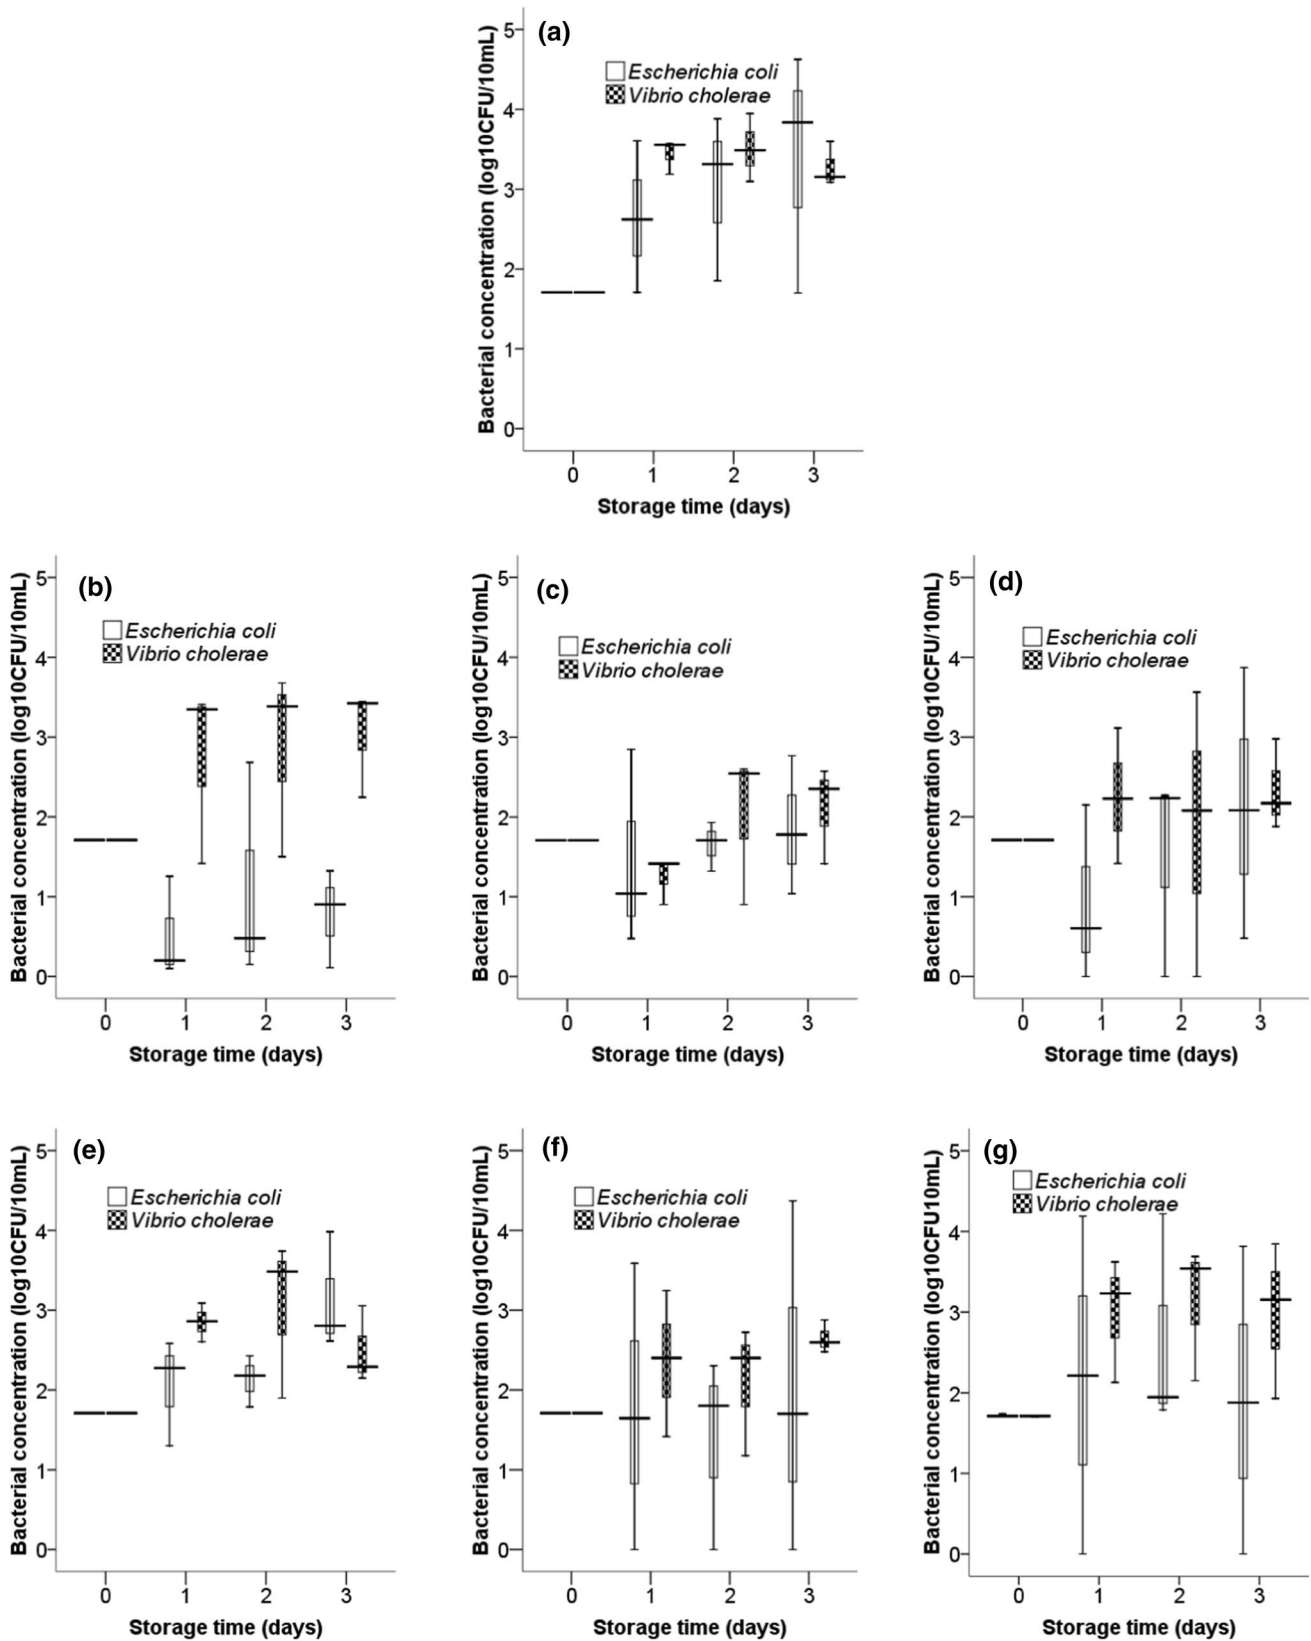 (a)
Escherichia coli
Vibrio cholerae
Bacterial concentration (log10CFU/10mL)
5
4
3
2
1
0
0 1 2 3
Storage time (days)
(b)
Escherichia coli
Vibrio cholerae
Bacterial concentration (log10CFU/10mL)
5
4
3
2
1
0
0 1 2 3
Storage time (days)
(c)
Escherichia coli
Vibrio cholerae
Bacterial concentration (log10CFU/10mL)
5
4
3
2
1
0
0 1 2 3
Storage time (days)
(d)
Escherichia coli
Vibrio cholerae
Bacterial concentration (log10CFU/10mL)
5
4
3
2
1
0
0 1 2 3
Storage time (days)
(e)
Escherichia coli
Vibrio cholerae
Bacterial concentration (log10CFU/10mL)
5
4
3
2
1
0
0 1 2 3
Storage time (days)
(f)
Escherichia coli
Vibrio cholerae
Bacterial concentration (log10CFU/10mL)
5
4
3
2
1
0
0 1 2 3
Storage time (days)
(g)
Escherichia coli
Vibrio cholerae
Bacterial concentration (log10CFU10mL)
5
4
3
2
1
0
0 1 2 3
Storage time (days)